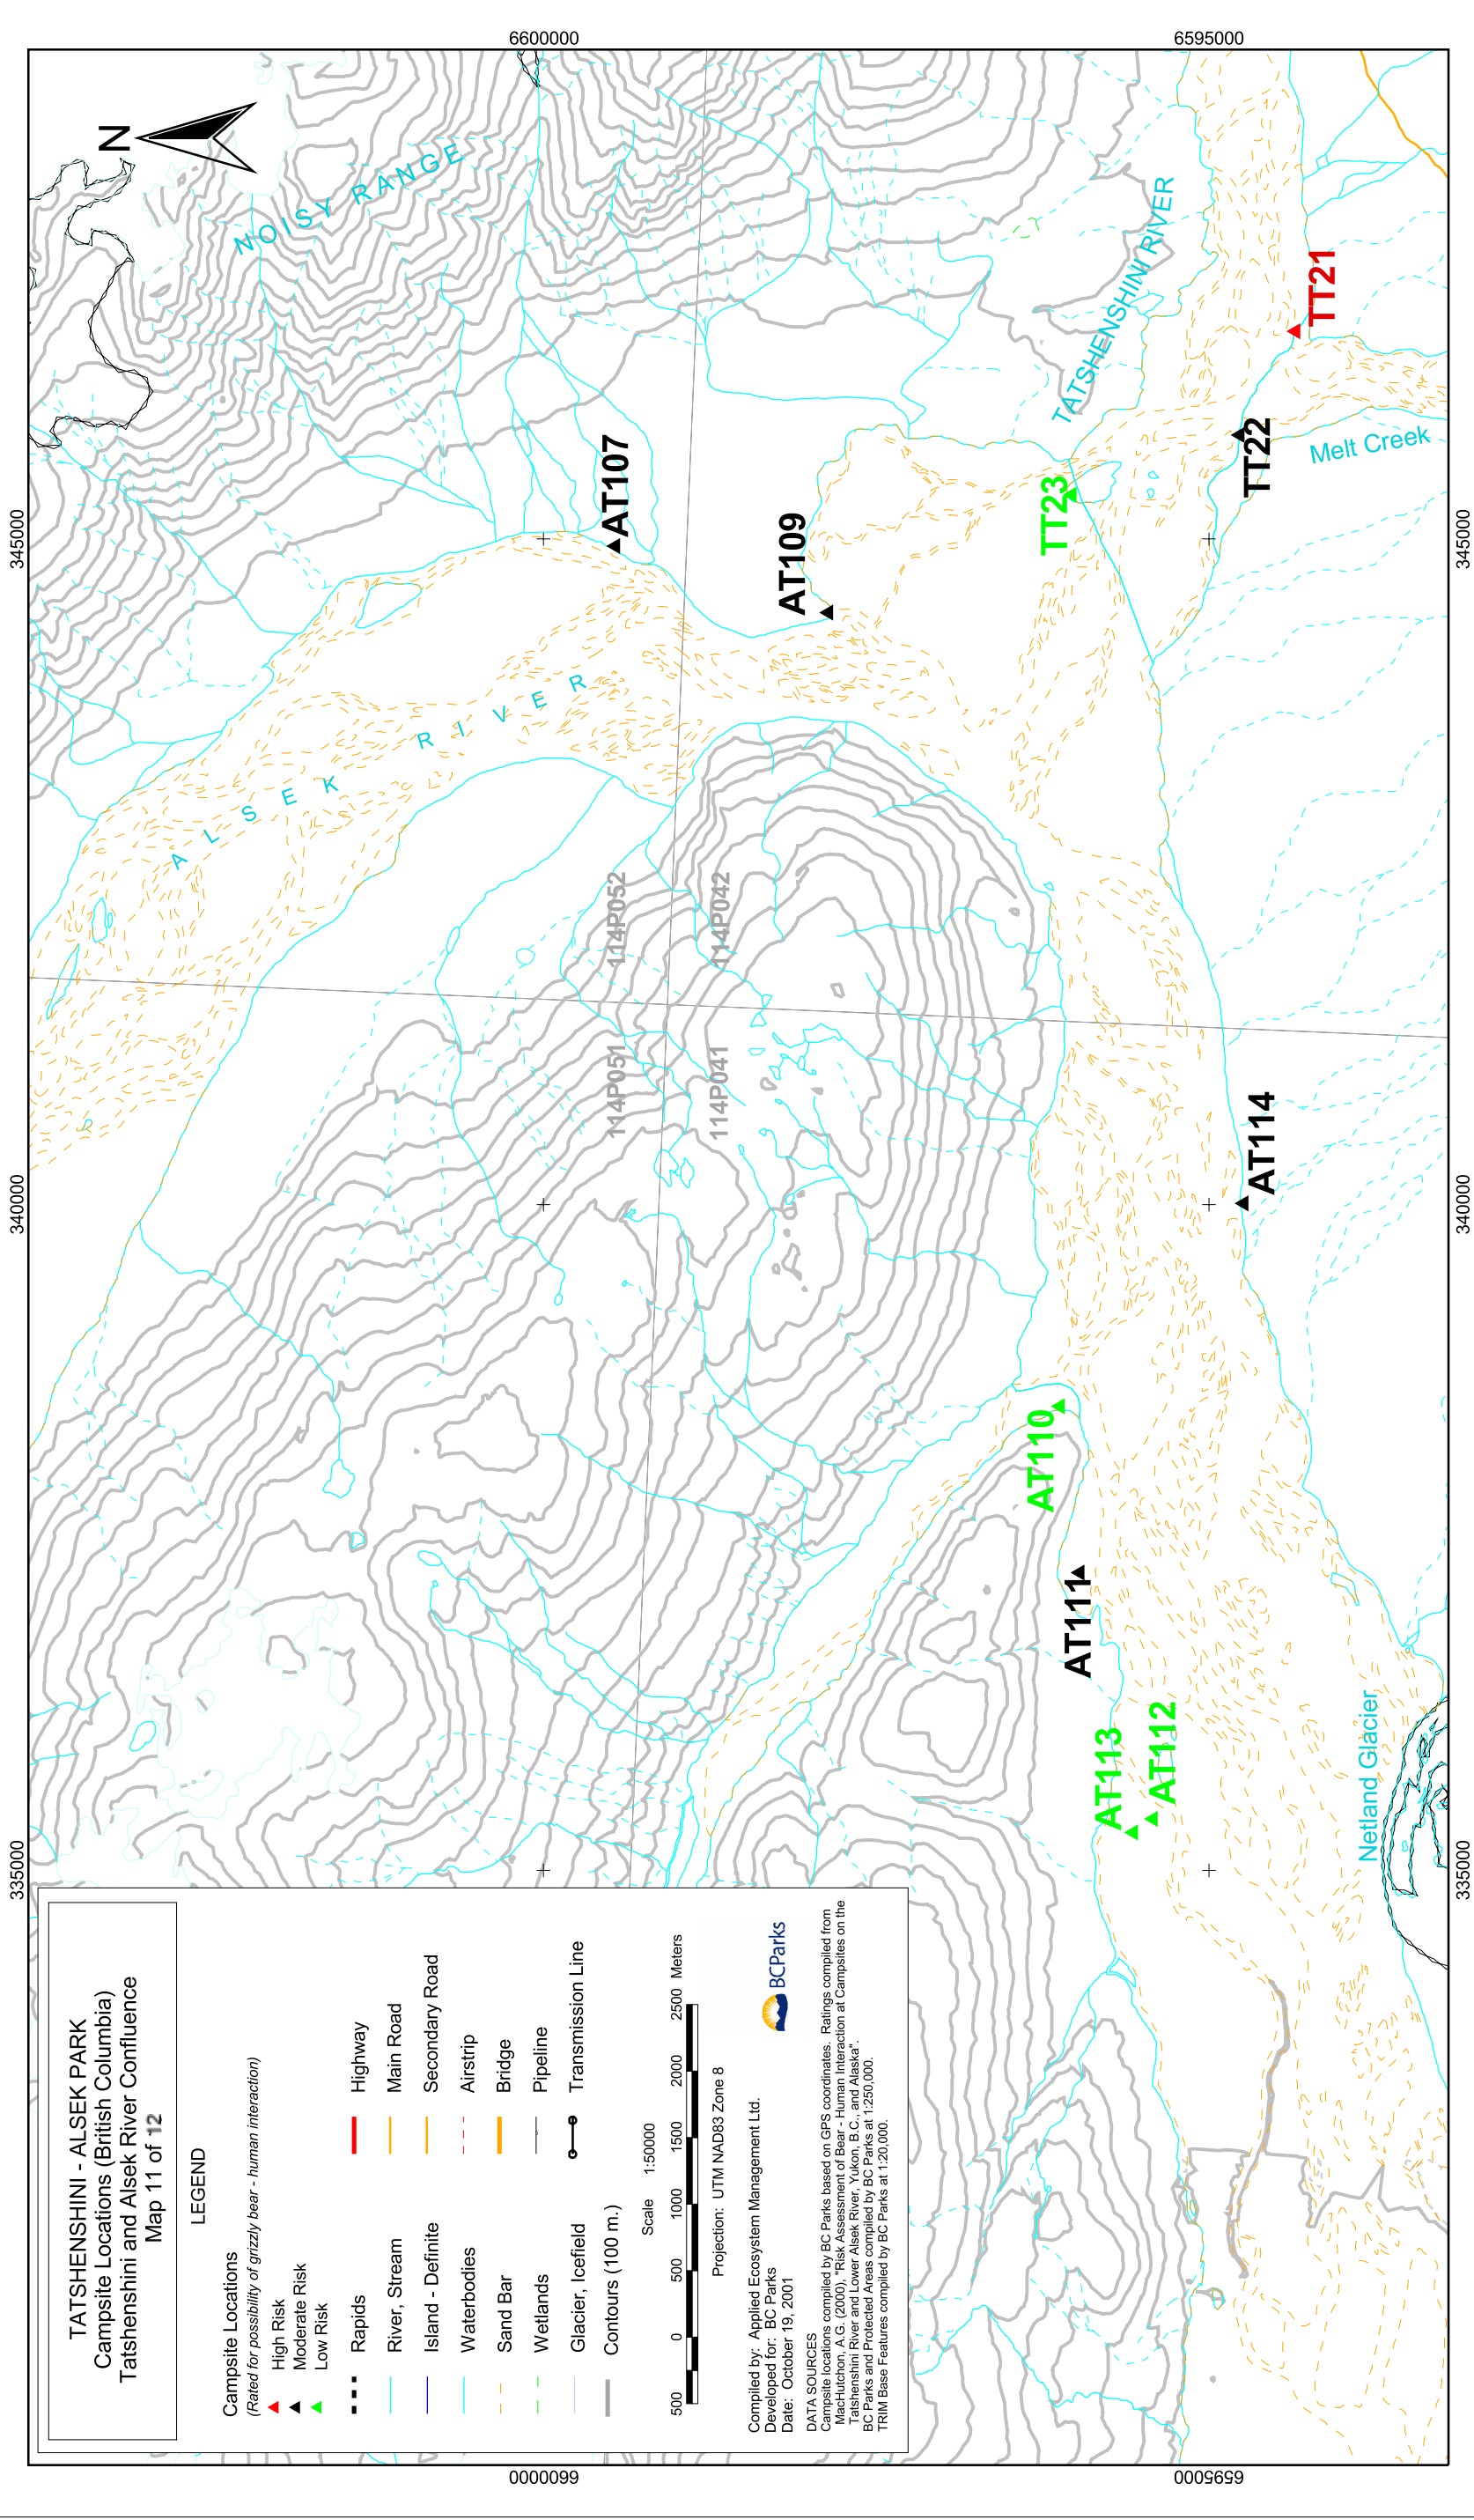 TATSHENSHINI - ALSEK PARK
Campsite Locations (British Columbia)
Tatshenshini and Alsek River Confluence
Map 11 of 12
LEGEND
Campsite Locations
(Rated for possibility of grizzly bear - human interaction)
High Risk
Moderate Risk
Low Risk
Rapids
River, Stream
Island - Definite
Waterbodies
Sand Bar
Wetlands
Glacier, Icefield
Contours (100 m.)
Highway
Main Road
Secondary Road
Airstrip
Bridge
Pipeline
Transmission Line
Scale 1:50000
500 0 500 1000 1500 2000 2500 Meters
Projection: UTM NAD83 Zone 8
Compiled by: Applied Ecosystem Management Ltd.
Developed for: BC Parks
Date: October 19, 2001
BCParks
DATA SOURCES
Campsite locations compiled by BC Parks based on GPS coordinates. Ratings compiled from
MacHutchon, A.G. (2000), "Risk Assessment of Bear - Human Interaction at Campsites on the
Tatshenshini River and Lower Alsek River, Yukon, B.C., and Alaska".
BC Parks and Protected Areas compiled by BC Parks at 1:250,000.
TRIM Base Features compiled by BC Parks at 1:20,000.
335000
340000
345000
6600000
6595000
335000
340000
345000
6600000
6595000
N
NOISY RANGE
ALSEK RIVER
TATSHENSHINI RIVER
Melt Creek
Netland Glacier
114P051
114P052
114P041
114P042
AT107
AT109
TT23
TT22
TT21
AT114
AT110
AT111
AT112
AT113